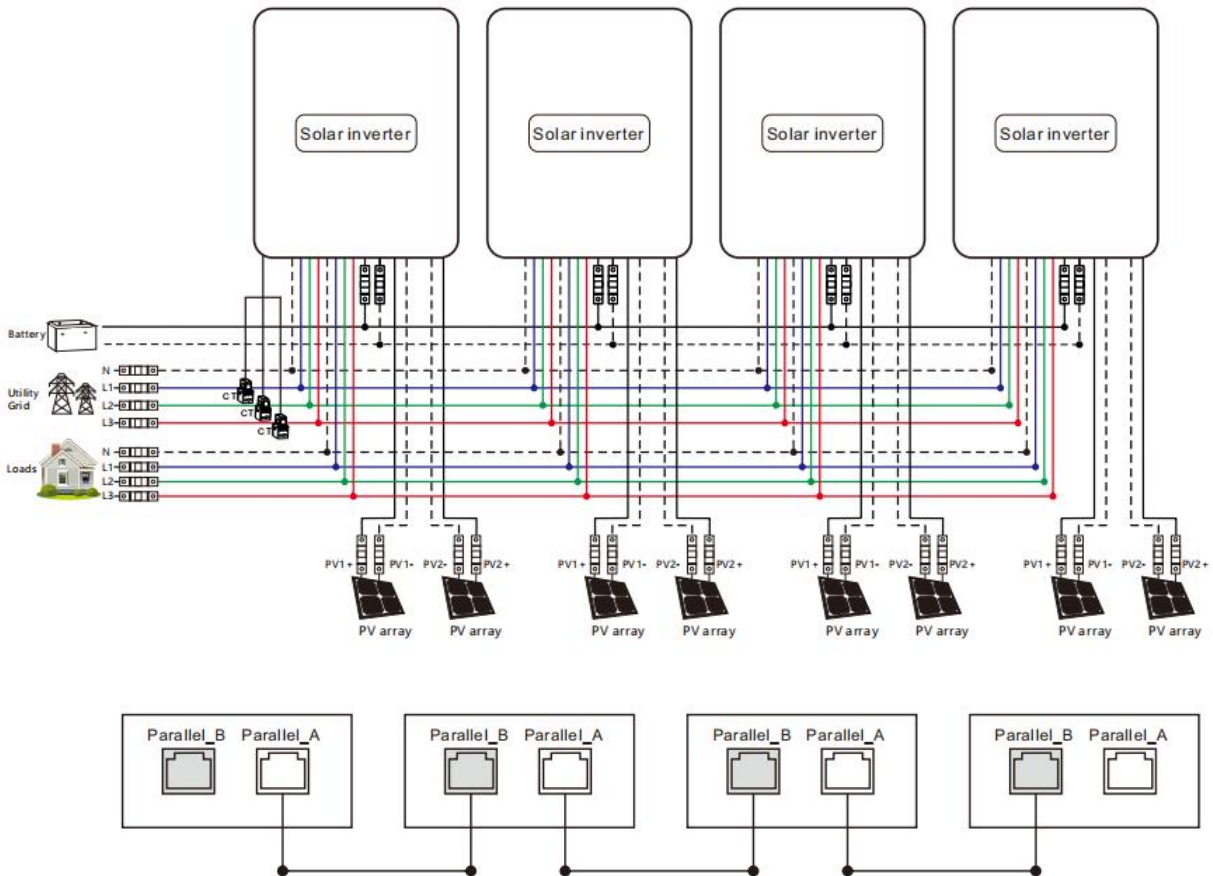 Solar inverter
Solar inverter
Solar inverter
Solar inverter
Battery
Utility
Grid
N
L1
L2
L3
CT
CT
CT
Loads
N
L1
L2
L3
PV1+ PV1- PV2- PV2+
PV1+ PV1- PV2- PV2+
PV1+ PV1- PV2- PV2+
PV1+ PV1- PV2- PV2+
PV array PV array
PV array PV array
PV array PV array
PV array PV array
Parallel_B Parallel_A
Parallel_B Parallel_A
Parallel_B Parallel_A
Parallel_B Parallel_A